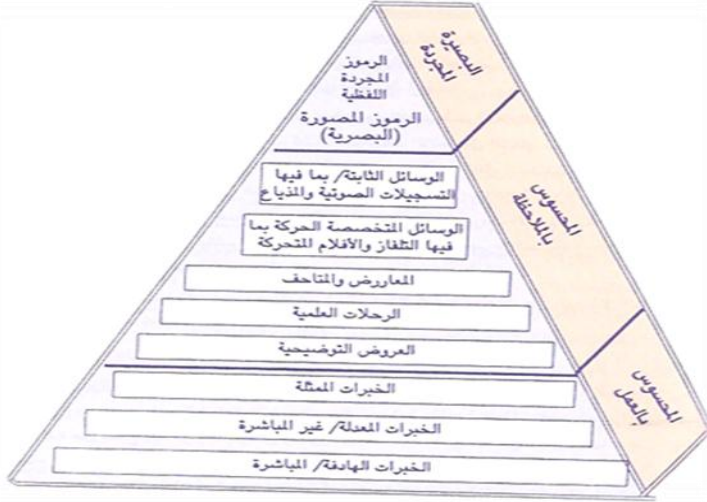 الرموز
المجردة
اللفظية
الرموز المصورة
(البصرية)
الوسائل الثابتة/ بما فيها
التسجيلات الصوتية والمذياع
الوسائل المتخصصة الحركة بما
فيها التلفاز والأفلام المتحركة
المعاررض والمتاحف
الرحلات العلمية
العروض التوضيحية
الخبرات الممثلة
الخبرات المعدلة/ غير المباشرة
الخبرات الهادفة/ المباشرة
البصيرة
المجردة
المحسوس
بالملاحظة
المحسوس
بالعمل